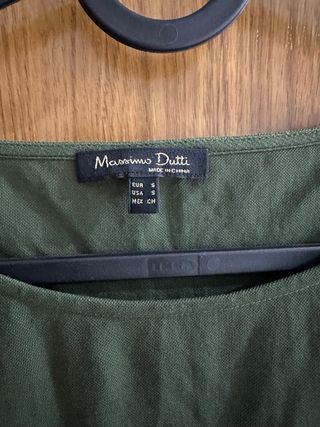 Massimo Dutti
MADE IN CHINA
EUR S
USA S
MEX CH